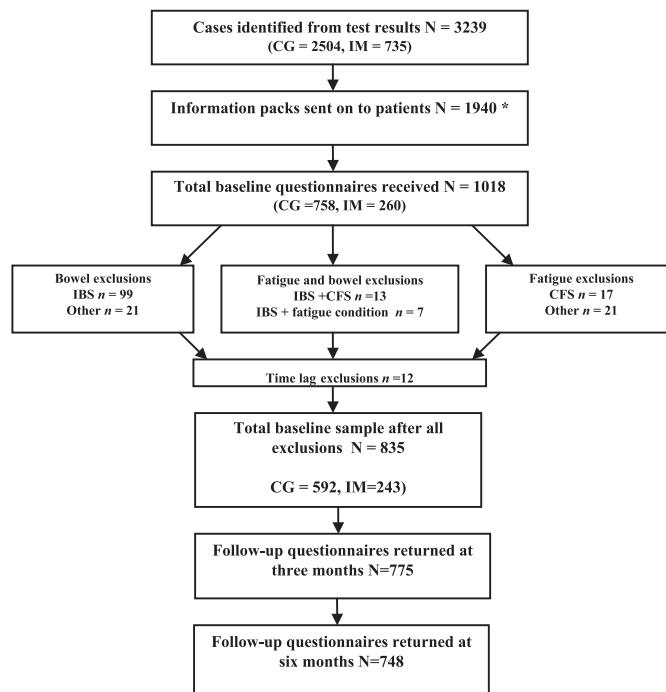 Cases identified from test results N = 3239
(CG = 2504, IM = 735)
Information packs sent on to patients N = 1940 *
Total baseline questionnaires received N = 1018
(CG =758, IM = 260)
Bowel exclusions
IBS n = 99
Other n = 21
Fatigue and bowel exclusions
IBS +CFS n =13
IBS + fatigue condition n = 7
Fatigue exclusions
CFS n = 17
Other n = 21
Time lag exclusions n =12
Total baseline sample after all
exclusions N = 835
CG = 592, IM=243)
Follow-up questionnaires returned at
three months N=775
Follow-up questionnaires returned at
six months N=748